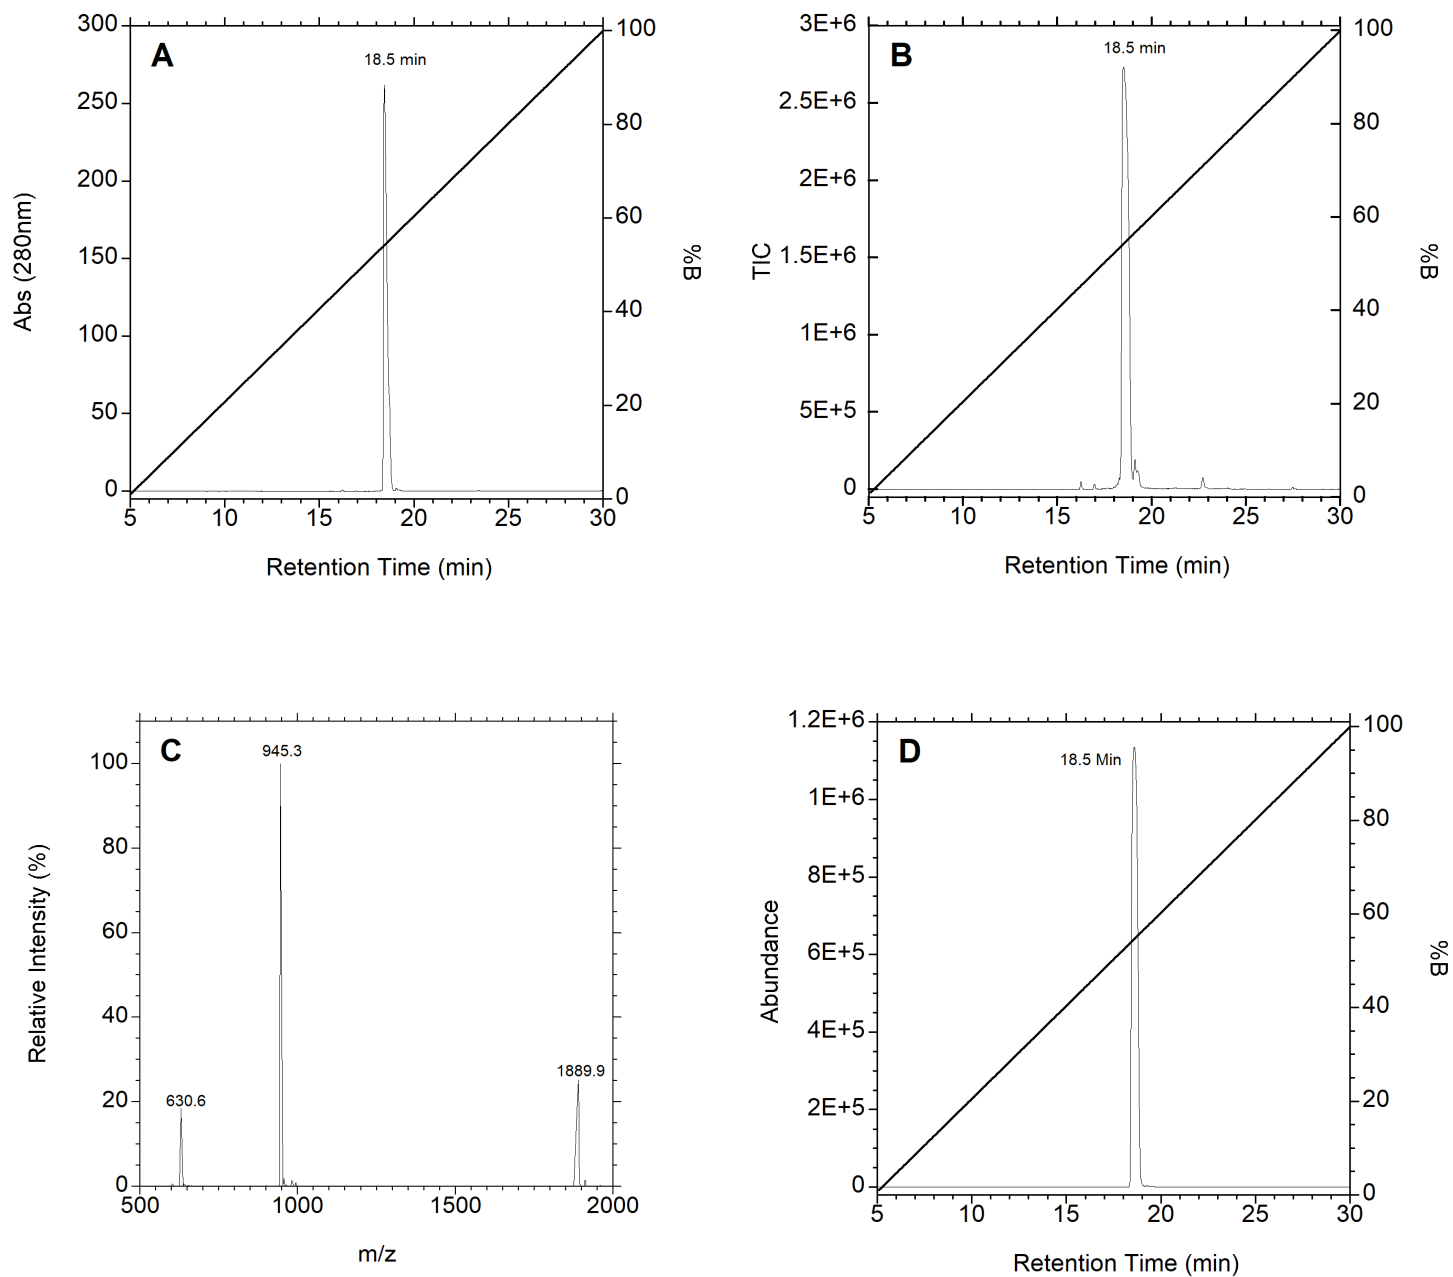 A
18.5 min
300
250
200
150
100
50
0
100
80
60
40
20
0
5 10 15 20 25 30
Abs (280nm)
%B
Retention Time (min)
B
18.5 min
3E+6
2.5E+6
2E+6
1.5E+6
1E+6
5E+5
0
100
80
60
40
20
0
5 10 15 20 25 30
TIC
%B
Retention Time (min)
C
945.3
1889.9
630.6
100
80
60
40
20
0
500 1000 1500 2000
Relative Intensity (%)
m/z
D
18.5 Min
1.2E+6
1E+6
8E+5
6E+5
4E+5
2E+5
0
100
80
60
40
20
0
5 10 15 20 25 30
Abundance
%B
Retention Time (min)